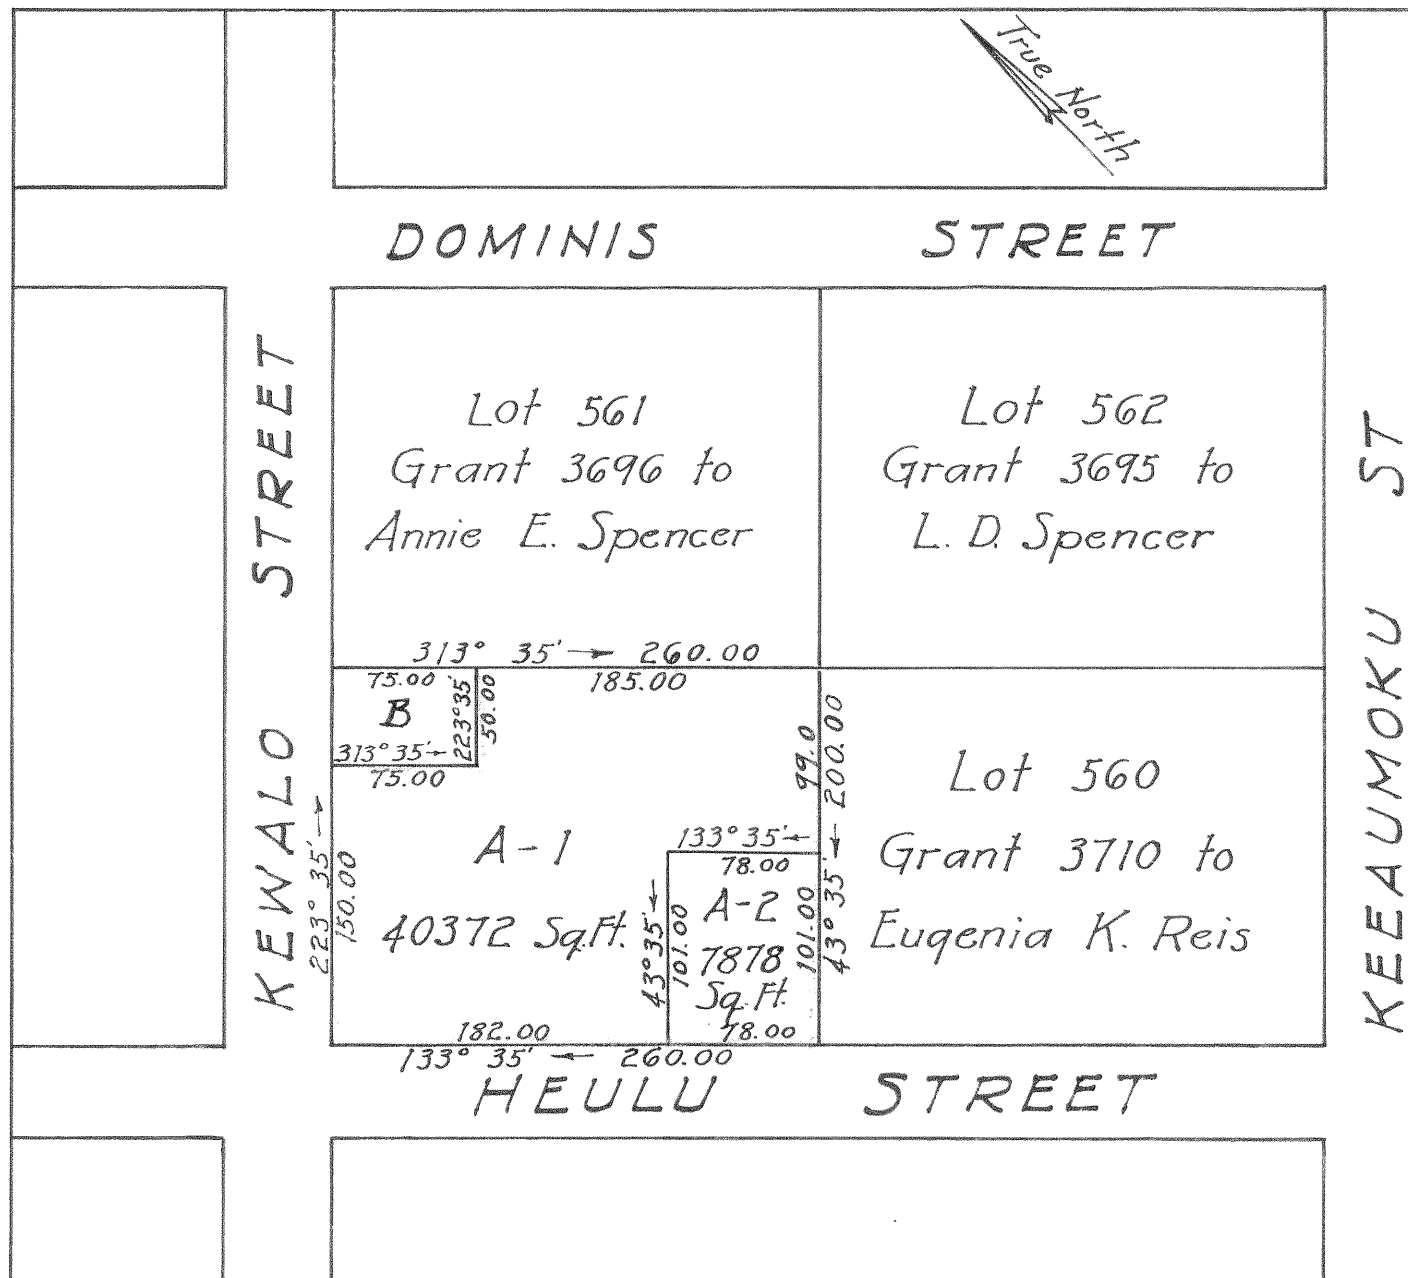 True North
DOMINIS STREET
KEWALO STREET
KEEAUMOKU ST
Lot 561
Grant 3696 to
Annie E. Spencer
Lot 562
Grant 3695 to
L. D. Spencer
313° 35' → 260.00
75.00
185.00
B
223° 35'
50.00
313° 35' ←
75.00
99.0
43° 35' ← 200.00
Lot 560
Grant 3710 to
Eugenia K. Reis
A-1
40372 Sq.Ft.
223° 35' →
150.00
133° 35' ←
78.00
A-2
7878
Sq. Ft.
43° 35' ←
101.00
101.00
78.00
182.00
133° 35' ← 260.00
HEULU STREET